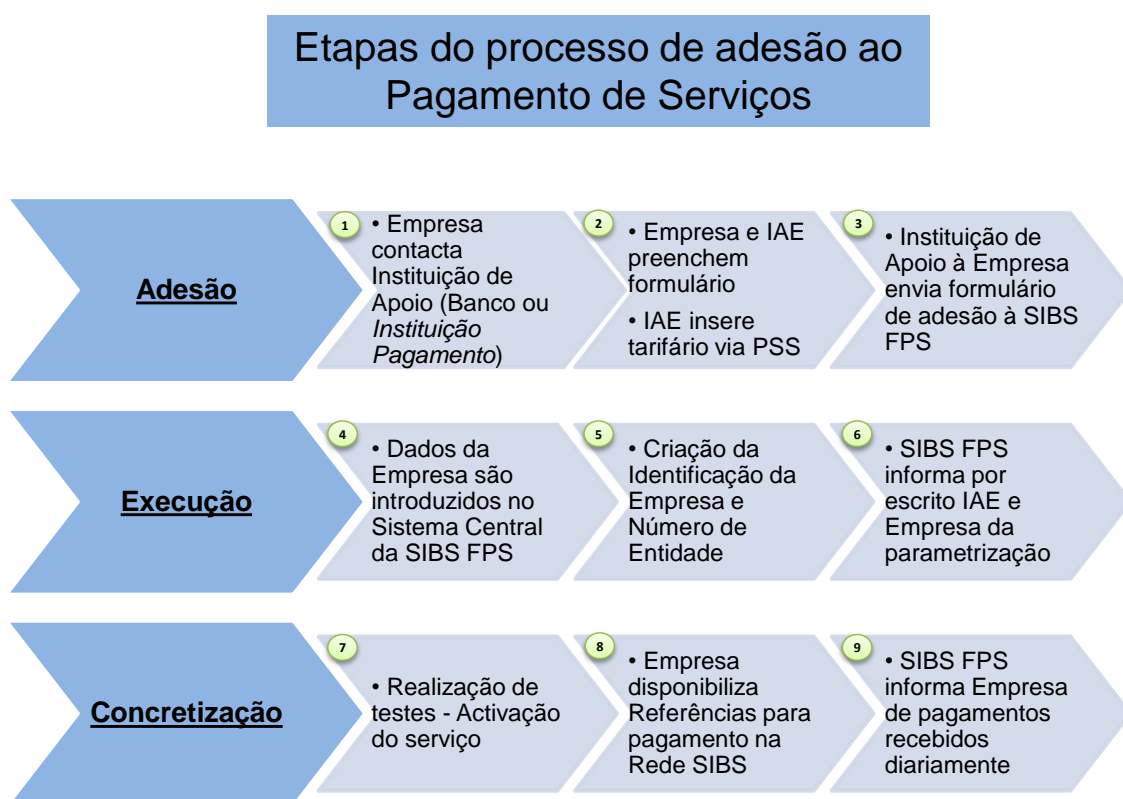 Etapas do processo de adesão ao
Pagamento de Serviços
Adesão
1
• Empresa
contacta
Instituição de
Apoio (Banco ou
Instituição
Pagamento)
2
• Empresa e IAE
preenchem
formulário
• IAE insere
tarifário via PSS
3
• Instituição de
Apoio à Empresa
envia formulário
de adesão à SIBS
FPS
Execução
4
• Dados da
Empresa são
introduzidos no
Sistema Central
da SIBS FPS
5
• Criação da
Identificação da
Empresa e
Número de
Entidade
6
• SIBS FPS
informa por
escrito IAE e
Empresa da
parametrização
Concretização
7
• Realização de
testes - Activação
do serviço
8
• Empresa
disponibiliza
Referências para
pagamento na
Rede SIBS
9
• SIBS FPS
informa Empresa
de pagamentos
recebidos
diariamente